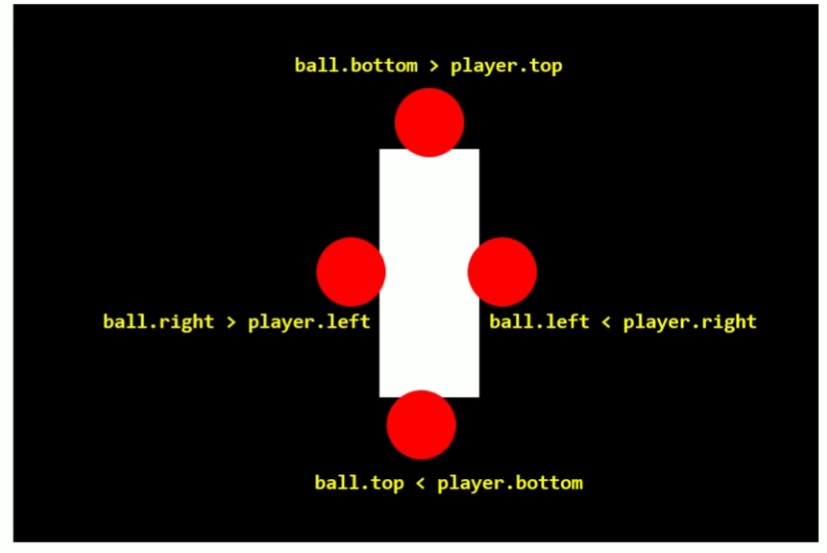 ball.bottom > player.top
ball.right > player.left
ball.left < player.right
ball.top < player.bottom